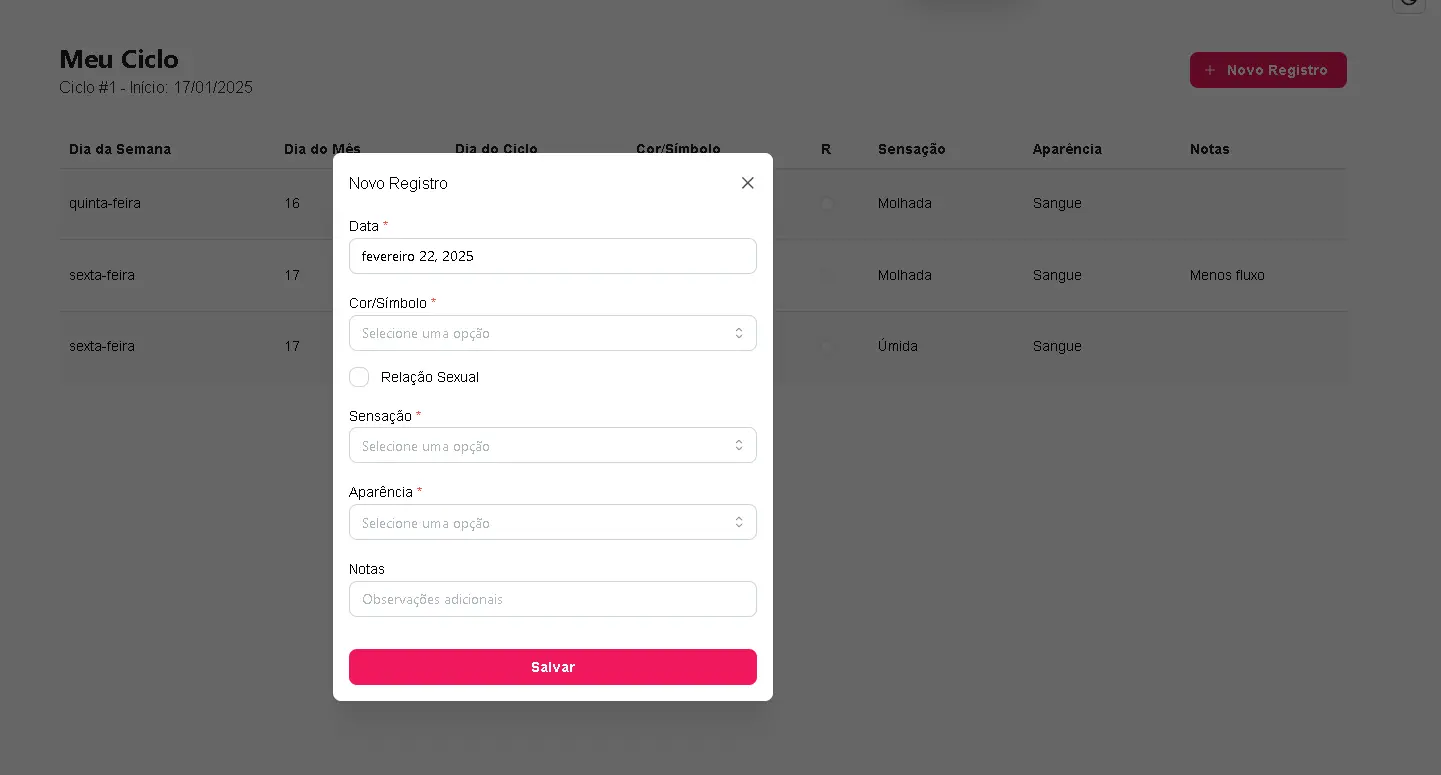 Meu Ciclo
Ciclo #1 - Início: 17/01/2025
+ Novo Registro
Dia da Semana Dia do Mês Dia do Ciclo Cor/Símbolo R Sensação Aparência Notas
quinta-feira 16 Molhada Sangue
sexta-feira 17 Molhada Sangue Menos fluxo
sexta-feira 17 Úmida Sangue
Novo Registro
Data *
fevereiro 22, 2025
Cor/Símbolo *
Selecione uma opção
Relação Sexual
Sensação *
Selecione uma opção
Aparência *
Selecione uma opção
Notas
Observações adicionais
Salvar